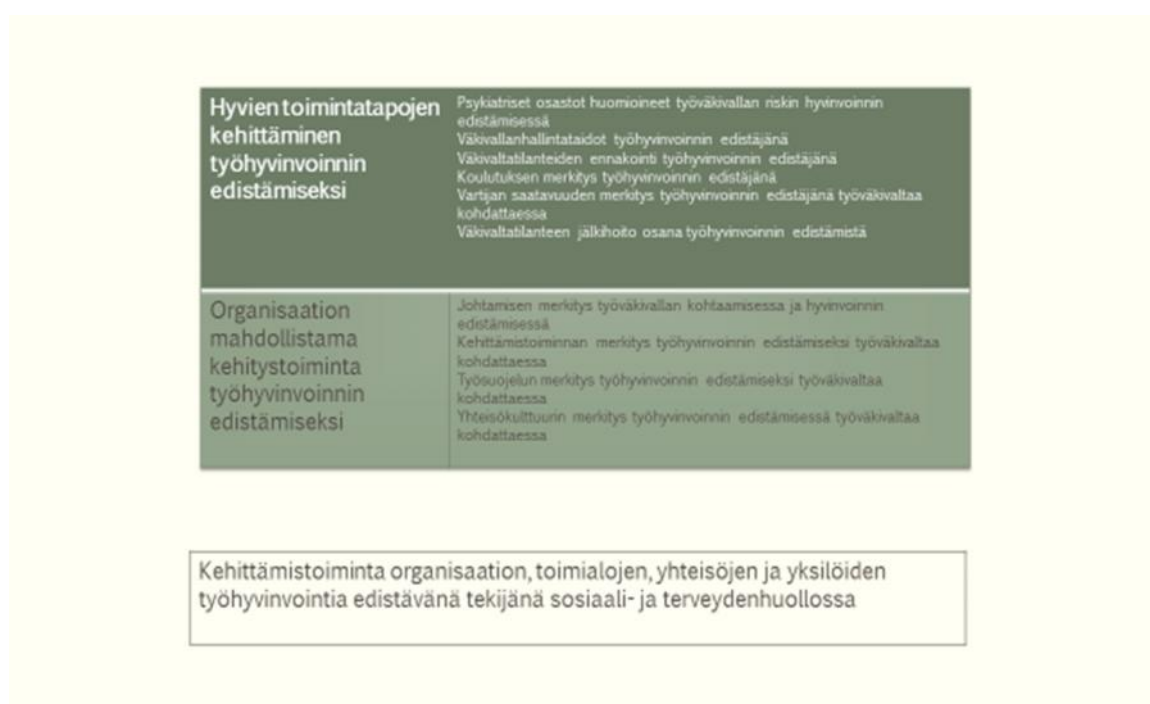 Hyvien toimintatapojen
kehittäminen
työhyvinvoinnin
edistämiseksi
Psykiatriset osastot huomioineet työväkivallan riskin hyvinvoinnin
edistämisessä
Väkivallanhallintataidot työhyvinvoinnin edistäjänä
Väkivaltatilanteiden ennakointi työhyvinvoinnin edistäjänä
Koulutuksen merkitys työhyvinvoinnin edistäjänä
Vartijan saatavuuden merkitys työhyvinvoinnin edistäjänä työväkivaltaa
kohdattaessa
Väkivaltatilanteen jälkihoito osana työhyvinvoinnin edistämistä
Organisaation
mahdollistama
kehitystoiminta
työhyvinvoinnin
edistämiseksi
Johtamisen merkitys työväkivallan kohtaamisessa ja hyvinvoinnin
edistämisessä
Kehittämistoiminnan merkitys työhyvinvoinnin edistämiseksi työväkivaltaa
kohdattaessa
Työsuojelun merkitys työhyvinvoinnin edistämiseksi työväkivaltaa
kohdattaessa
Yhteisökulttuurin merkitys työhyvinvoinnin edistämisessä työväkivaltaa
kohdattaessa
Kehittämistoiminta organisaation, toimialojen, yhteisöjen ja yksilöiden
työhyvinvointia edistävänä tekijänä sosiaali- ja terveydenhuollossa